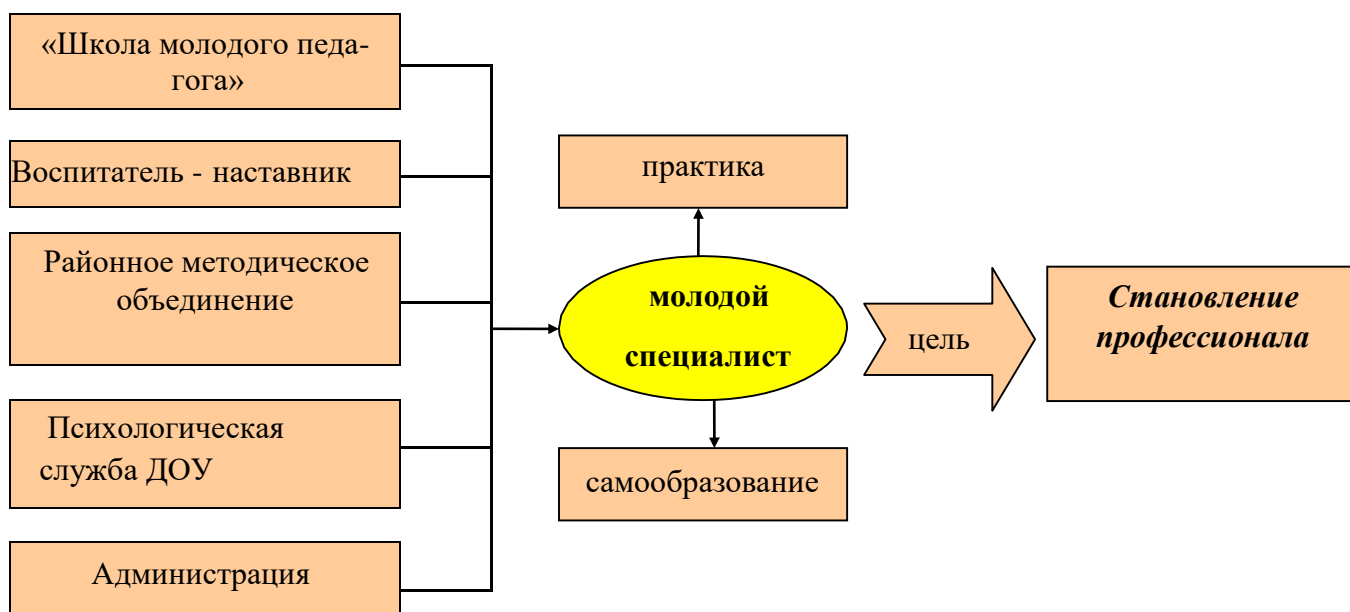 «Школа молодого педа-
гога»
Воспитатель - наставник
Районное методическое
объединение
Психологическая
служба ДОУ
Администрация
практика
молодой
специалист
самообразование
цель
Становление
профессионала